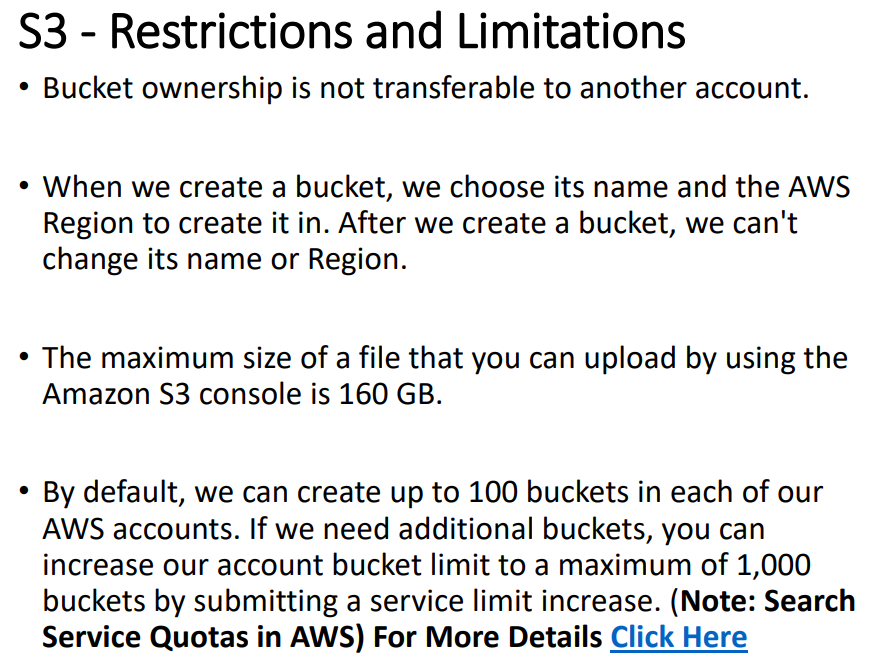 S3 - Restrictions and Limitations
• Bucket ownership is not transferable to another account.
• When we create a bucket, we choose its name and the AWS
Region to create it in. After we create a bucket, we can't
change its name or Region.
• The maximum size of a file that you can upload by using the
Amazon S3 console is 160 GB.
• By default, we can create up to 100 buckets in each of our
AWS accounts. If we need additional buckets, you can
increase our account bucket limit to a maximum of 1,000
buckets by submitting a service limit increase. (Note: Search
Service Quotas in AWS) For More Details Click Here